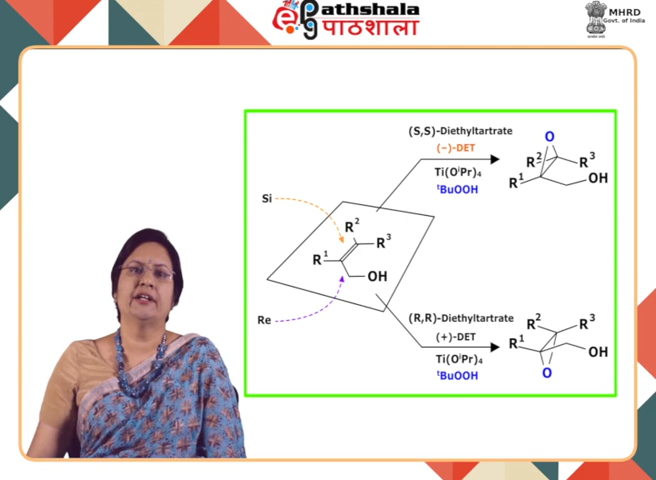 ePathshala
पाठशाला
MHRD
Govt. of India
(S,S)-Diethyltartrate
(−)-DET
Ti(OⁱPr)₄
ᵗBuOOH
O
R² R³
R¹ OH
Si
R²
R³
R¹
OH
Re
(R,R)-Diethyltartrate
(+)-DET
Ti(OⁱPr)₄
ᵗBuOOH
R² R³
R¹ OH
O